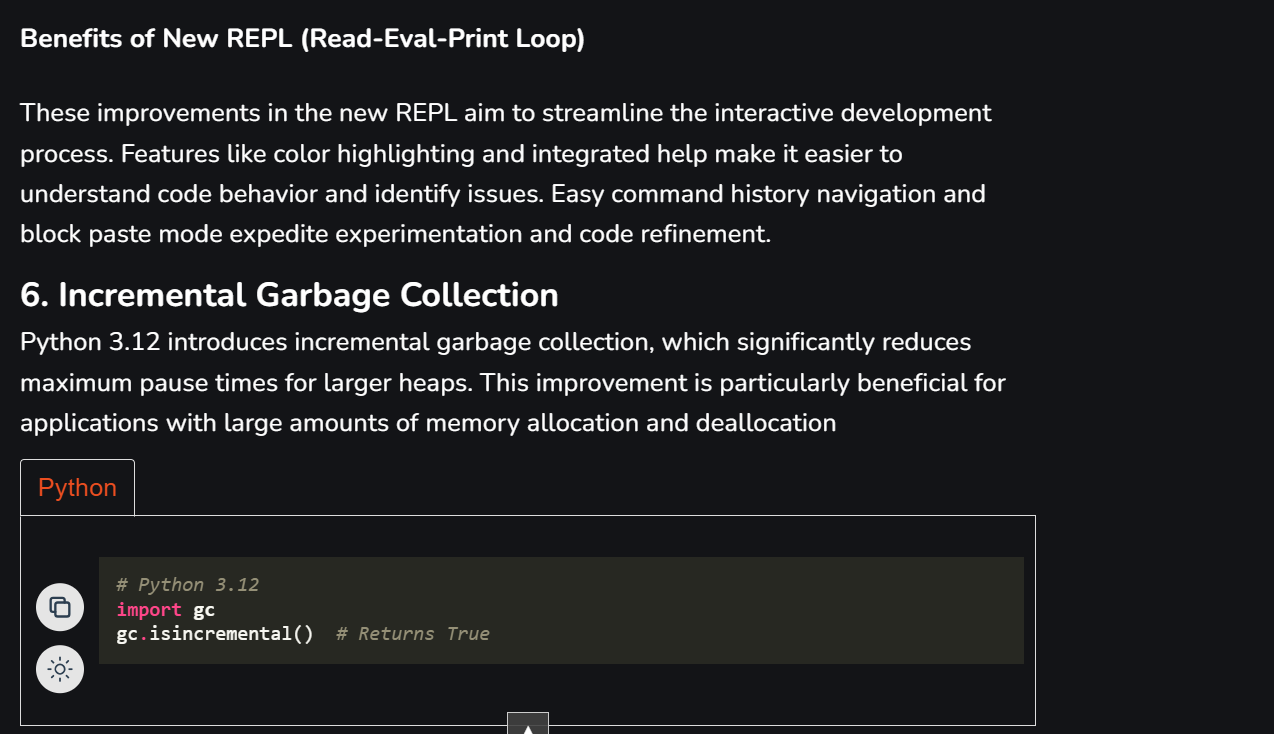 Benefits of New REPL (Read-Eval-Print Loop)
These improvements in the new REPL aim to streamline the interactive development
process. Features like color highlighting and integrated help make it easier to
understand code behavior and identify issues. Easy command history navigation and
block paste mode expedite experimentation and code refinement.
6. Incremental Garbage Collection
Python 3.12 introduces incremental garbage collection, which significantly reduces
maximum pause times for larger heaps. This improvement is particularly beneficial for
applications with large amounts of memory allocation and deallocation
Python
# Python 3.12
import gc
gc.isincremental()  # Returns True